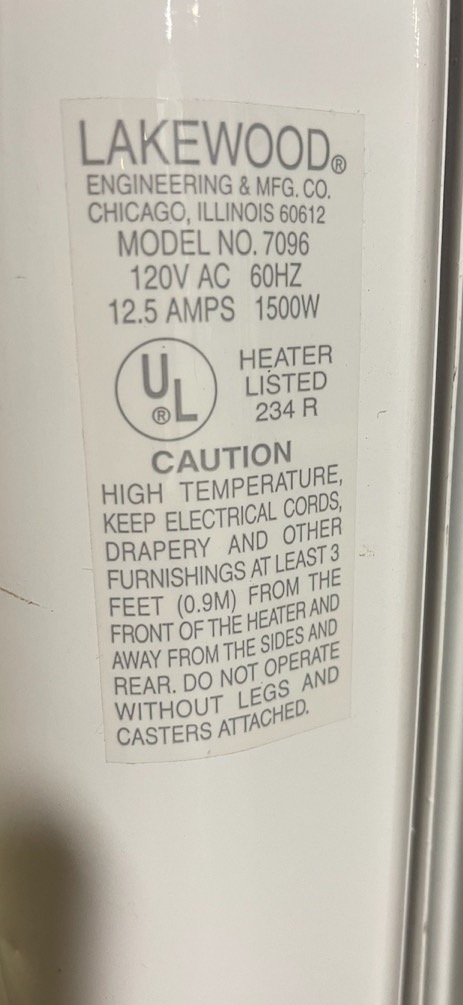 LAKEWOOD®
ENGINEERING & MFG. CO.
CHICAGO, ILLINOIS 60612
MODEL NO. 7096
120V AC 60HZ
12.5 AMPS 1500W
UL®
HEATER
LISTED
234 R
CAUTION
HIGH TEMPERATURE,
KEEP ELECTRICAL CORDS,
DRAPERY AND OTHER
FURNISHINGS AT LEAST 3
FEET (0.9M) FROM THE
FRONT OF THE HEATER AND
AWAY FROM THE SIDES AND
REAR. DO NOT OPERATE
WITHOUT LEGS AND
CASTERS ATTACHED.